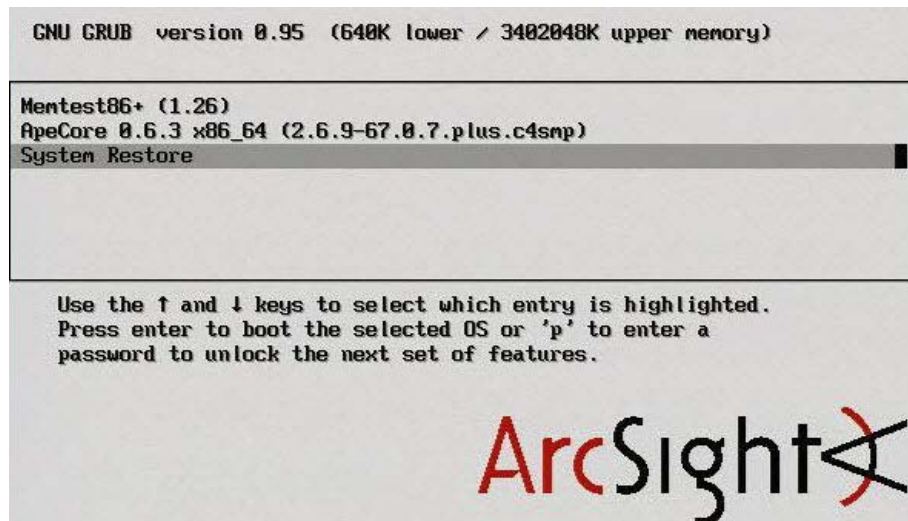 GNU GRUB  version 0.95  (640K lower / 3402048K upper memory)
Memtest86+ (1.26)
ApeCore 0.6.3 x86_64 (2.6.9-67.0.7.plus.c4smp)
System Restore
Use the ↑ and ↓ keys to select which entry is highlighted.
Press enter to boot the selected OS or 'p' to enter a
password to unlock the next set of features.
ArcSight